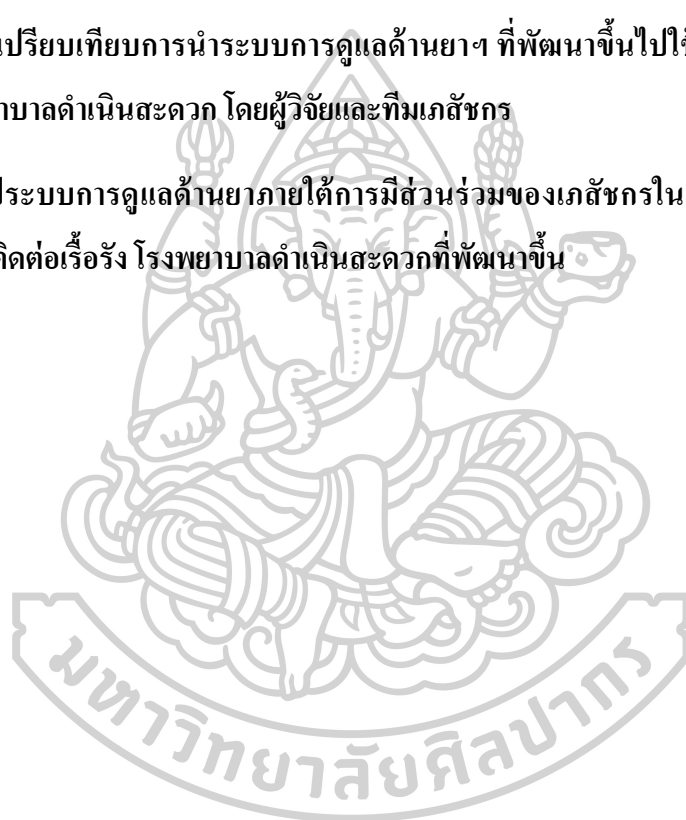 เปรียบเทียบการนำระบบการดูแลด้านยาฯ ที่พัฒนาขึ้นไปใช้
าบาลดำเนินสะดวก โดยผู้วิจัยและทีมเภสัชกร
ประบบการดูแลด้านยาภายใต้การมีส่วนร่วมของเภสัชกรใน
ติดต่อเรื้อรัง โรงพยาบาลดำเนินสะดวกที่พัฒนาขึ้น
มหาวิทยาลัยศิลปากร